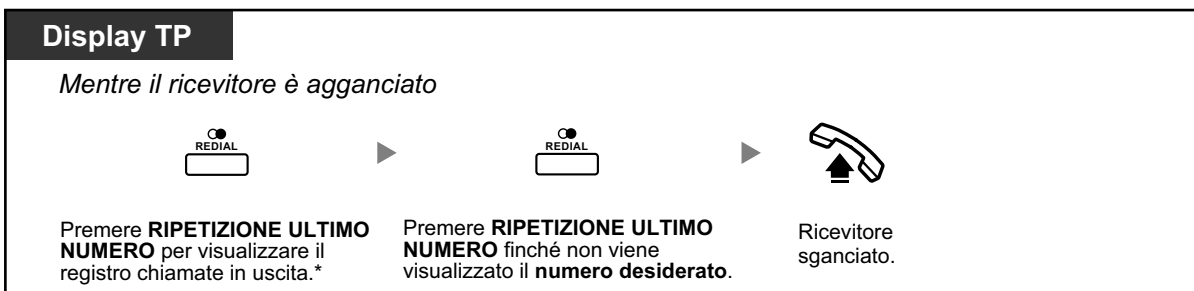 Display TP
Mentre il ricevitore è agganciato
REDIAL
REDIAL
Premere RIPETIZIONE ULTIMO
NUMERO per visualizzare il
registro chiamate in uscita.*
Premere RIPETIZIONE ULTIMO
NUMERO finché non viene
visualizzato il numero desiderato.
Ricevitore
sganciato.